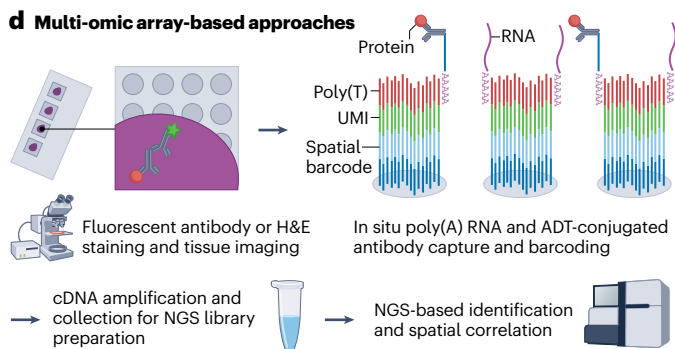 d Multi-omic array-based approaches
Protein
RNA
Poly(T)
UMI
Spatial
barcode
Fluorescent antibody or H&E
staining and tissue imaging
In situ poly(A) RNA and ADT-conjugated
antibody capture and barcoding
cDNA amplification and
collection for NGS library
preparation
NGS-based identification
and spatial correlation